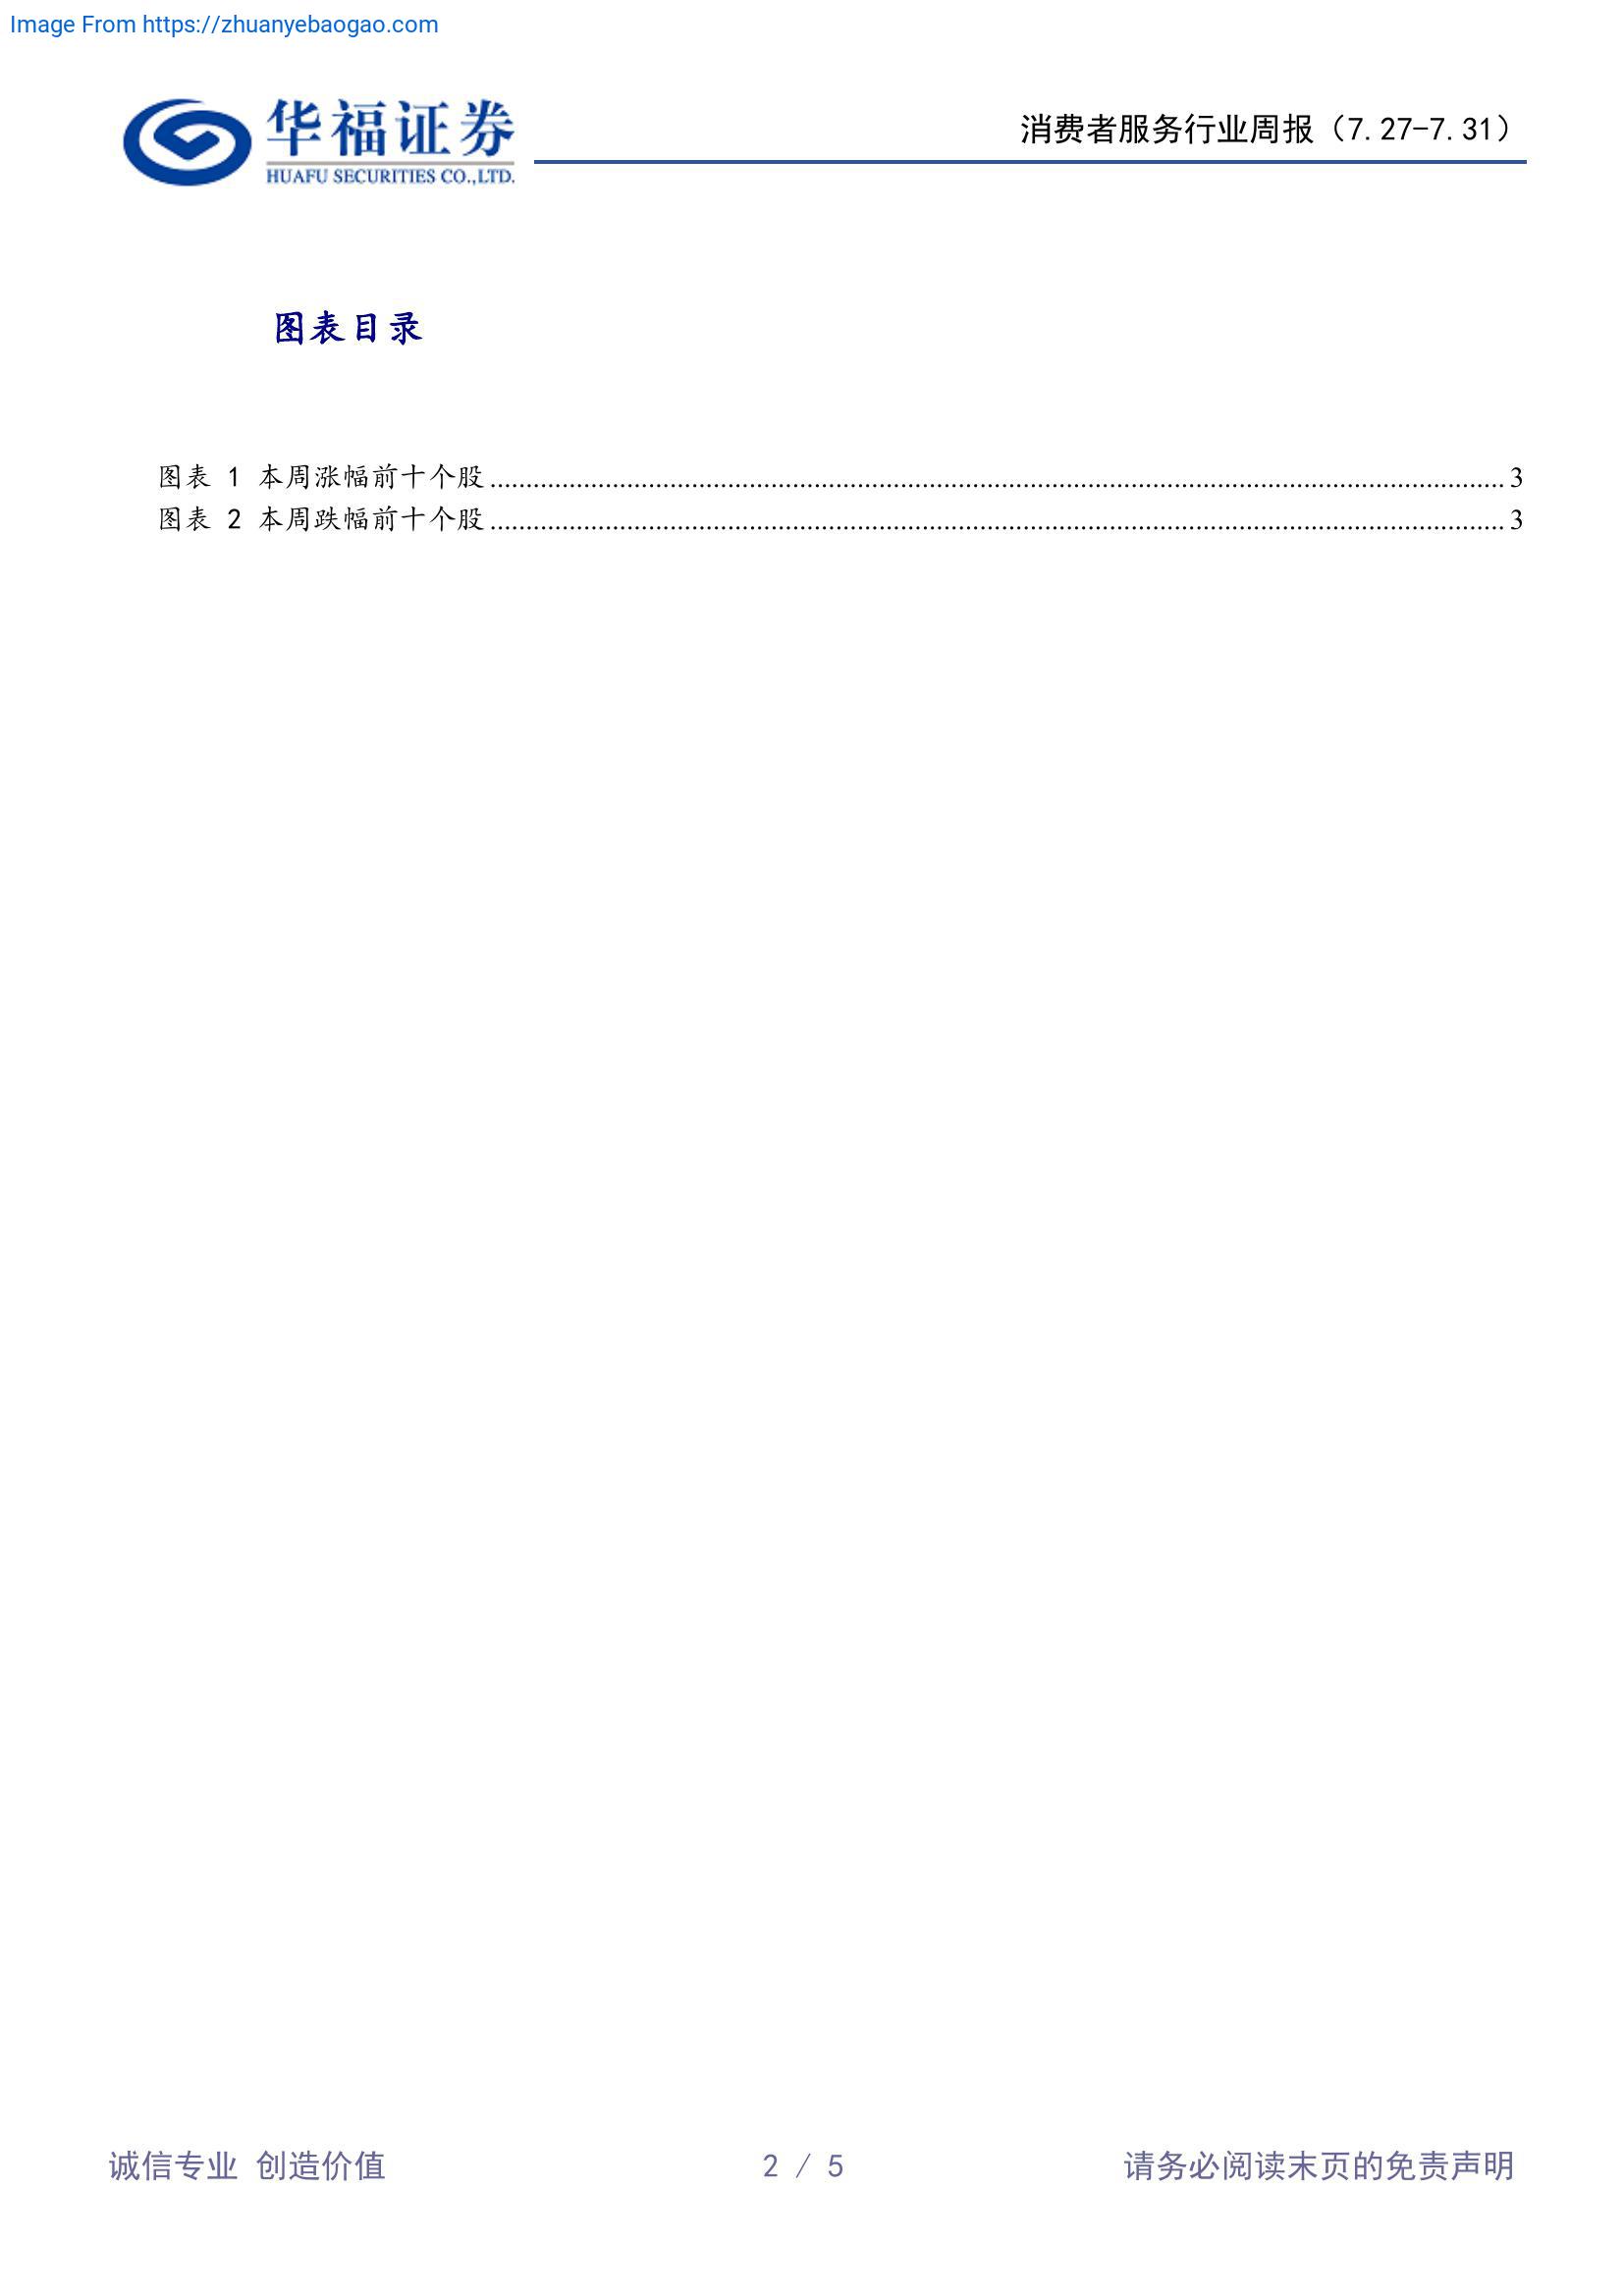 Image From https://zhuanyebaogao.com
华福证券
HUAFU SECURITIES CO.,LTD.
消费者服务行业周报（7.27-7.31）
图表目录
图表 1 本周涨幅前十个股........................................................................................................ 3
图表 2 本周跌幅前十个股........................................................................................................ 3
诚信专业 创造价值
2 / 5
请务必阅读末页的免责声明